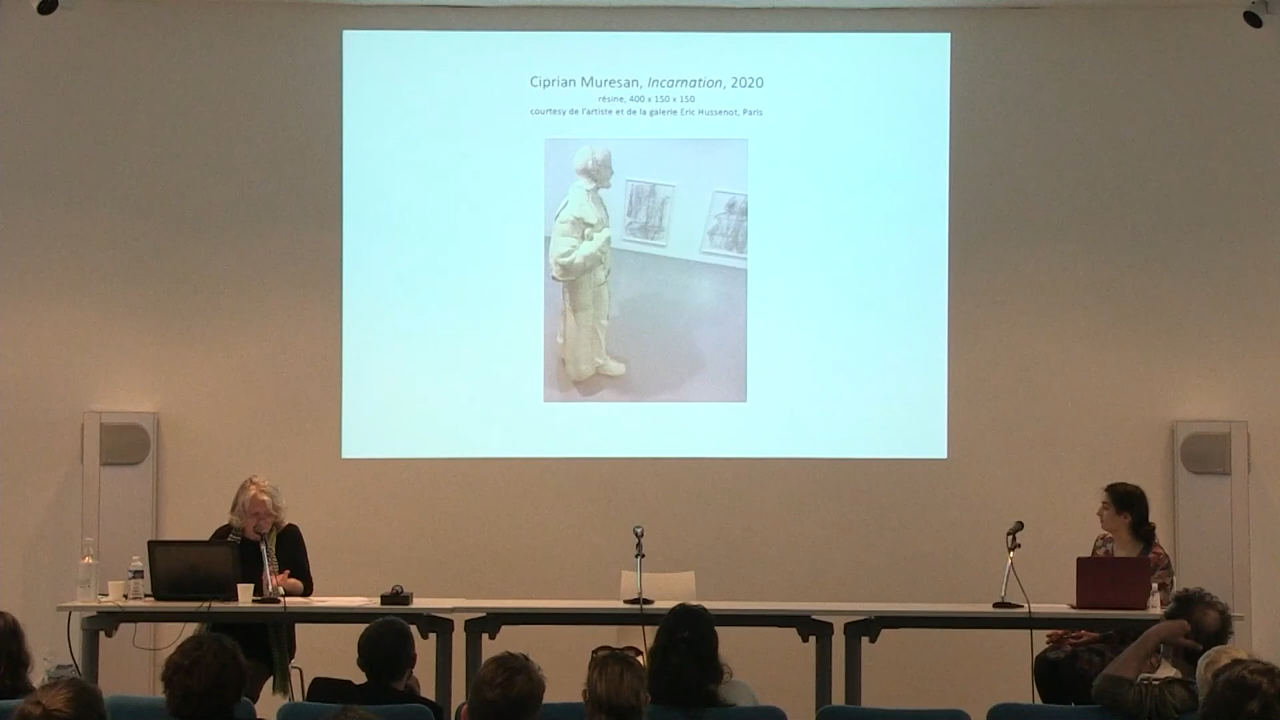 Ciprian Muresan, Incarnation, 2020
résine, 400 x 150 x 150
courtesy de l'artiste et de la galerie Eric Hussenot, Paris